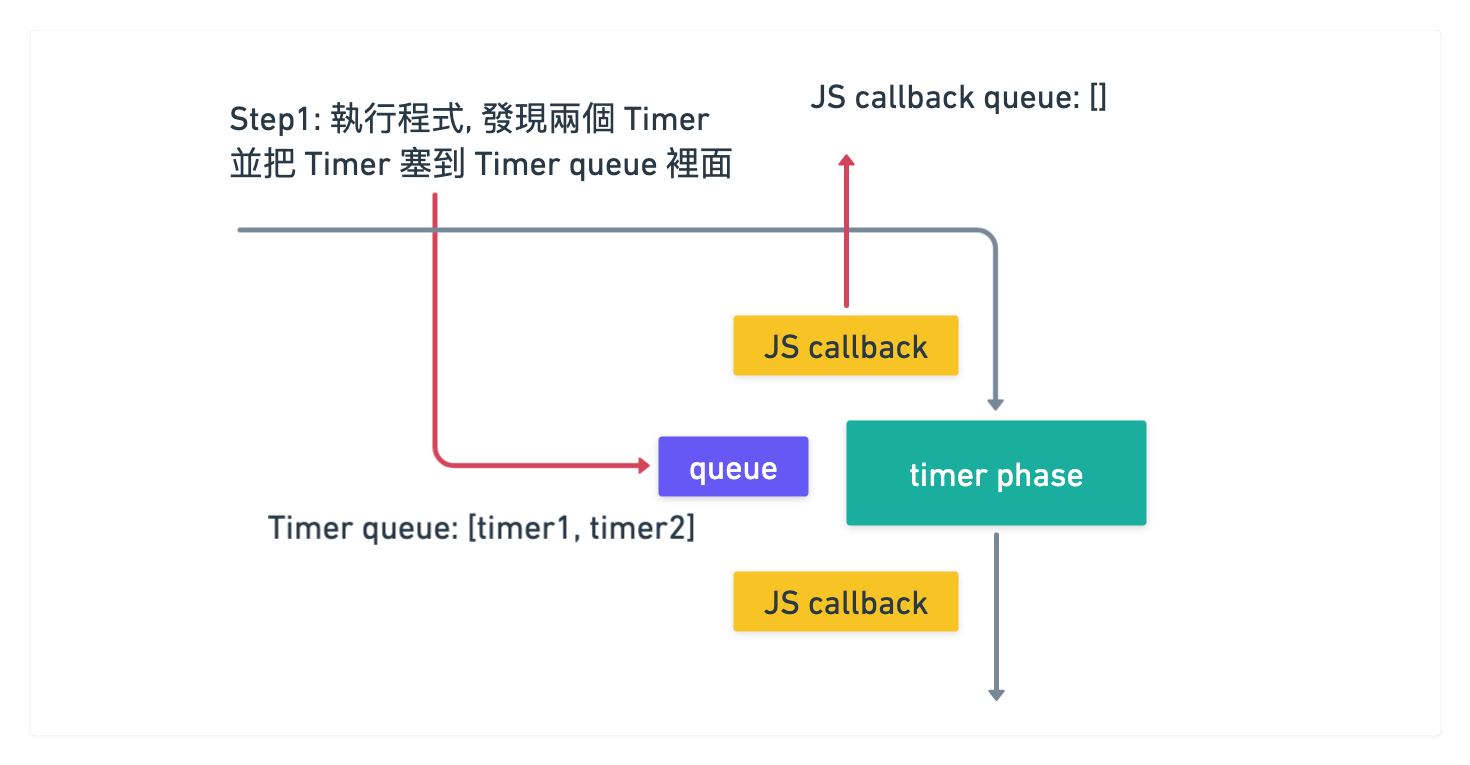 Step1: 執行程式, 發現兩個 Timer
並把 Timer 塞到 Timer queue 裡面
JS callback queue: []
JS callback
queue
timer phase
Timer queue: [timer1, timer2]
JS callback